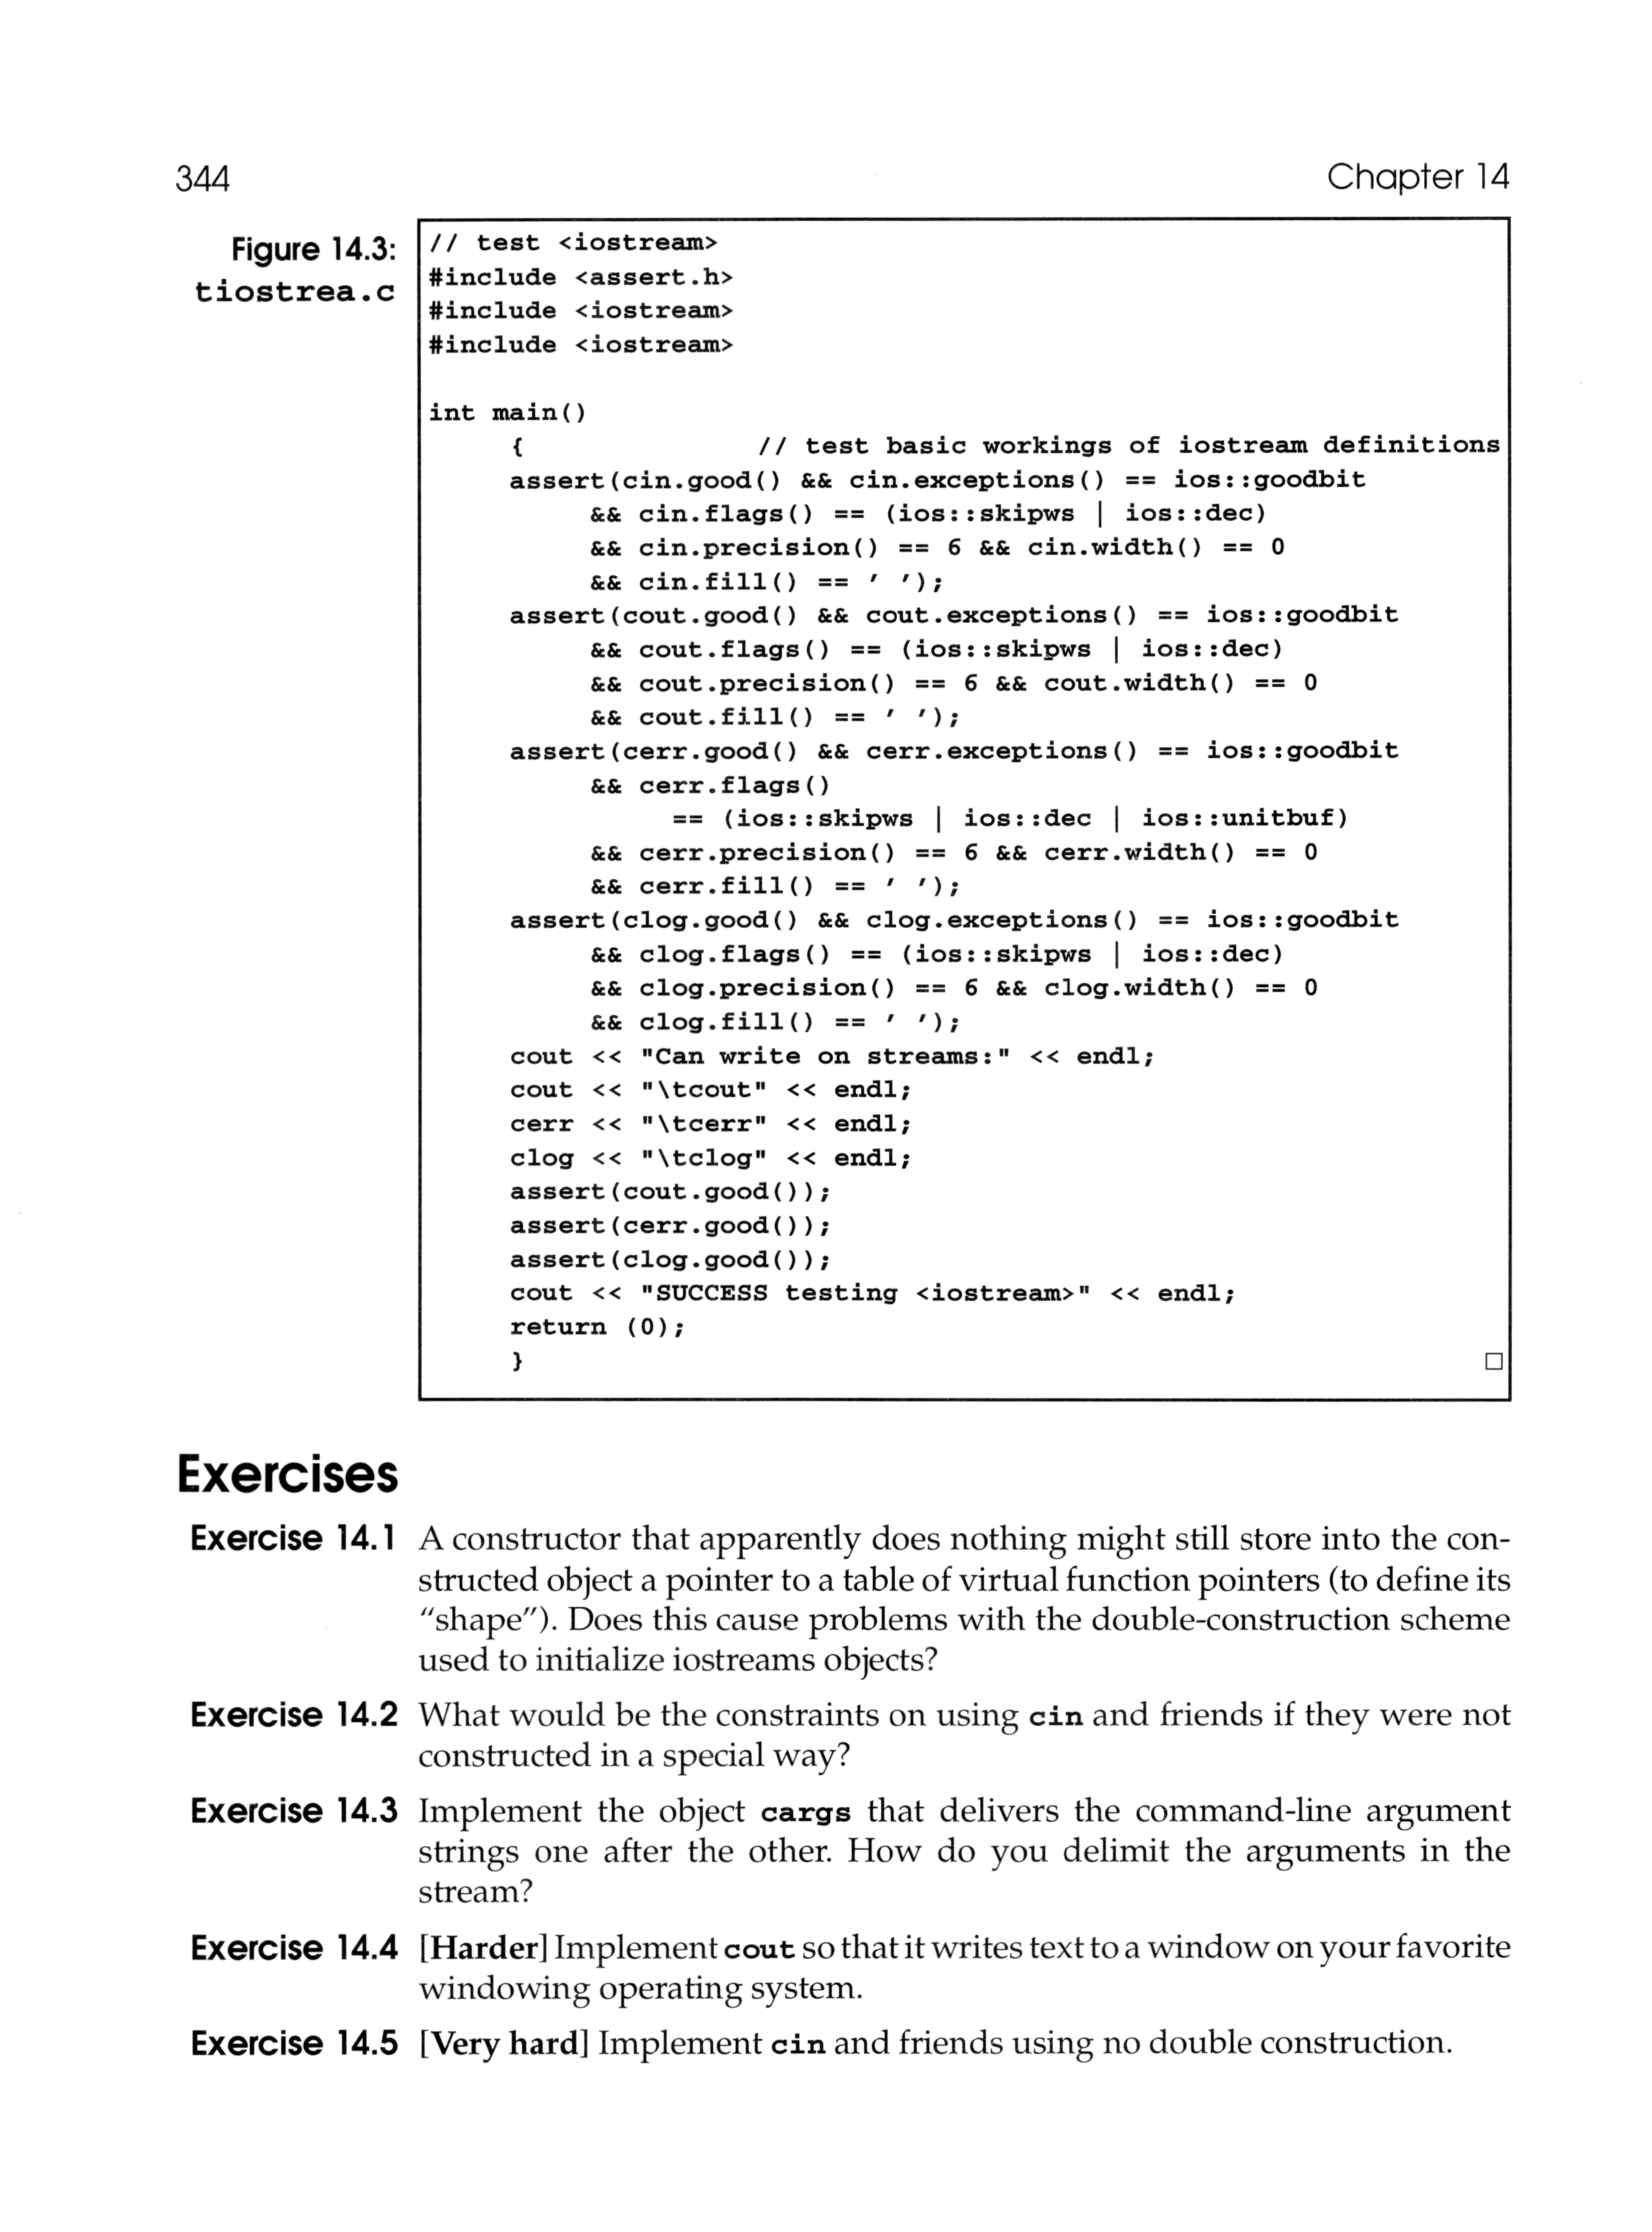 344
Chapter 14
Figure 14.3:
tiostrea.c
// test <iostream>
#include <assert.h>
#include <iostream>
#include <iostream>
int main()
{ // test basic workings of iostream definitions
assert(cin.good() && cin.exceptions() == ios::goodbit
&& cin.flags() == (ios::skipws | ios::dec)
&& cin.precision() == 6 && cin.width() == 0
&& cin.fill() == ' ');
assert(cout.good() && cout.exceptions() == ios::goodbit
&& cout.flags() == (ios::skipws | ios::dec)
&& cout.precision() == 6 && cout.width() == 0
&& cout.fill() == ' ');
assert(cerr.good() && cerr.exceptions() == ios::goodbit
&& cerr.flags()
== (ios::skipws | ios::dec | ios::unitbuf)
&& cerr.precision() == 6 && cerr.width() == 0
&& cerr.fill() == ' ');
assert(clog.good() && clog.exceptions() == ios::goodbit
&& clog.flags() == (ios::skipws | ios::dec)
&& clog.precision() == 6 && clog.width() == 0
&& clog.fill() == ' ');
cout << "Can write on streams:" << endl;
cout << "\tcout" << endl;
cerr << "\tcerr" << endl;
clog << "\tclog" << endl;
assert(cout.good());
assert(cerr.good());
assert(clog.good());
cout << "SUCCESS testing <iostream>" << endl;
return (0);
} □
Exercises
Exercise 14.1 A constructor that apparently does nothing might still store into the con-
structed object a pointer to a table of virtual function pointers (to define its
"shape"). Does this cause problems with the double-construction scheme
used to initialize iostreams objects?
Exercise 14.2 What would be the constraints on using cin and friends if they were not
constructed in a special way?
Exercise 14.3 Implement the object cargs that delivers the command-line argument
strings one after the other. How do you delimit the arguments in the
stream?
Exercise 14.4 [Harder] Implement cout so that it writes text to a window on your favorite
windowing operating system.
Exercise 14.5 [Very hard] Implement cin and friends using no double construction.